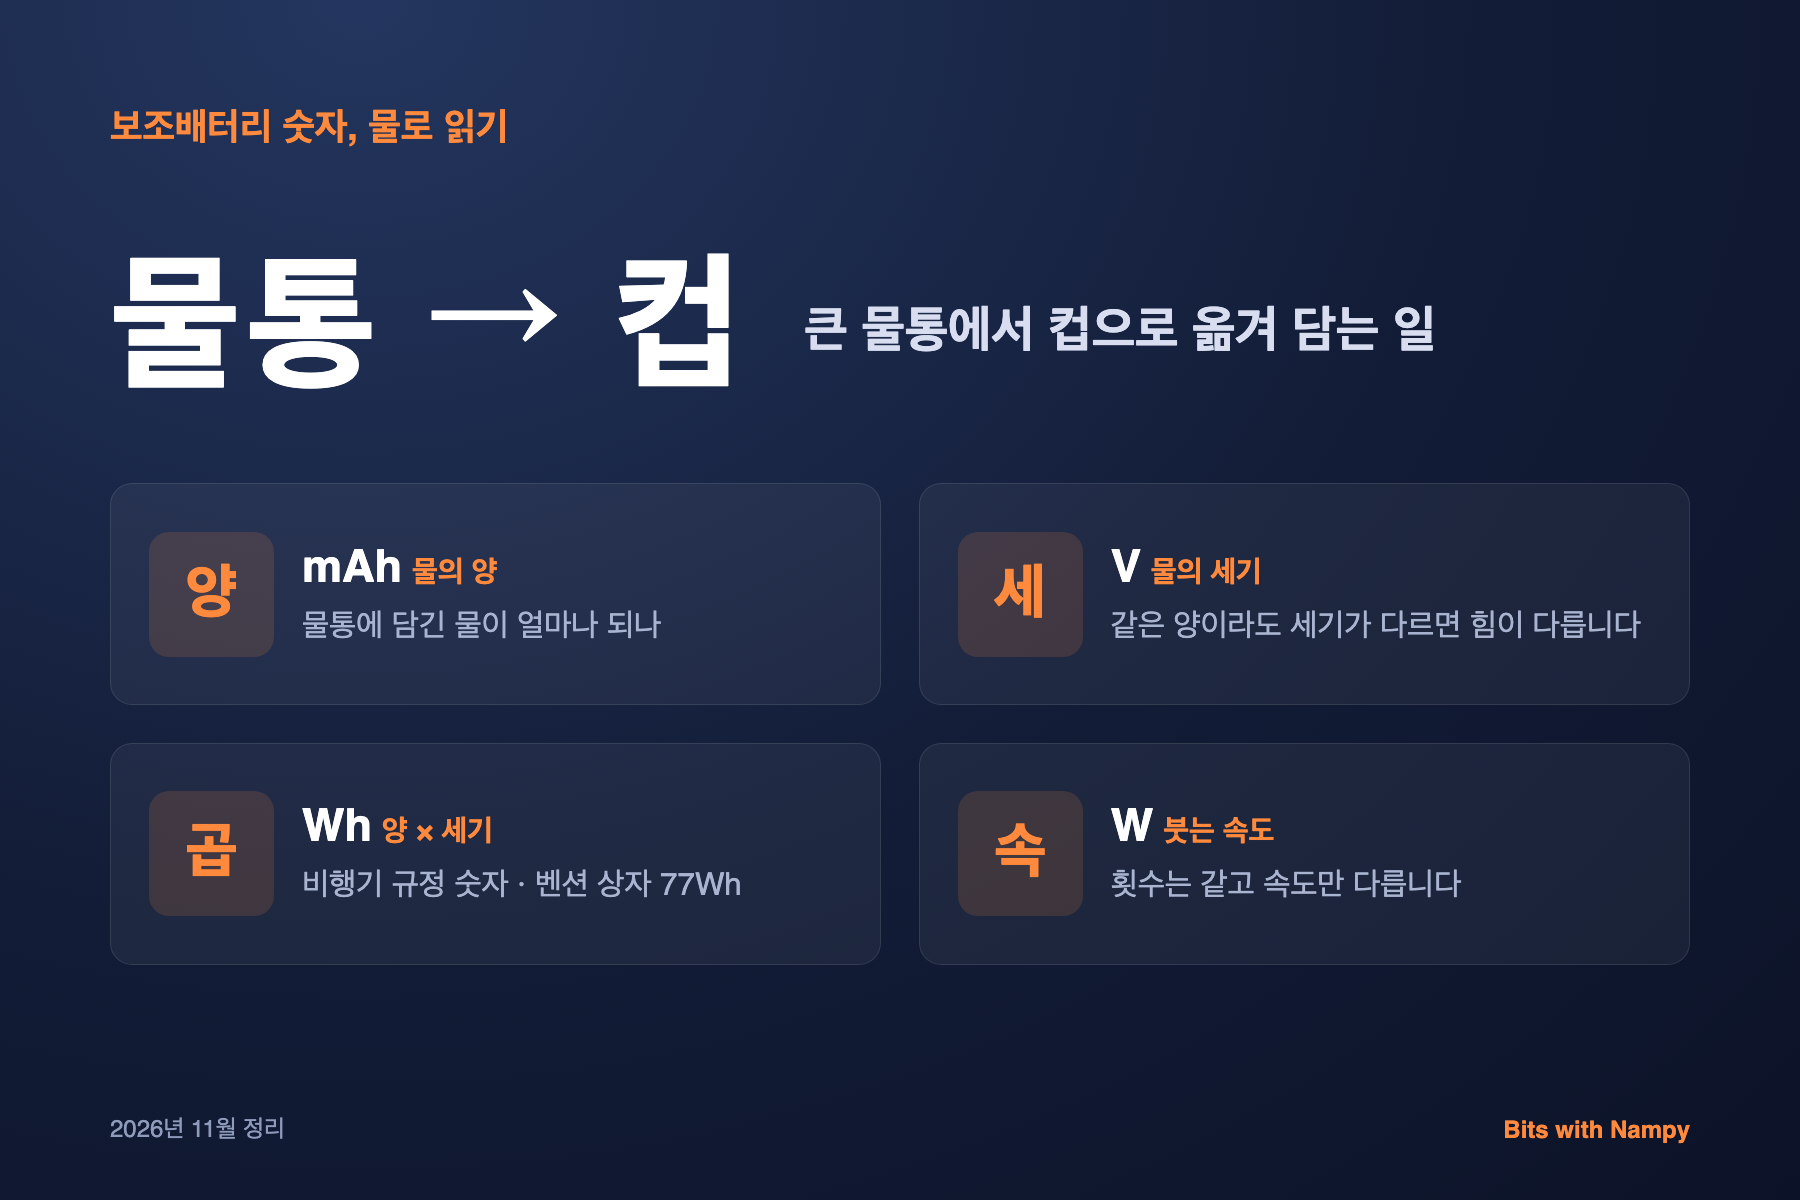 보조배터리 숫자, 물로 읽기
물통 → 컵 큰 물통에서 컵으로 옮겨 담는 일
양
mAh 물의 양
물통에 담긴 물이 얼마나 되나
세
V 물의 세기
같은 양이라도 세기가 다르면 힘이 다릅니다
곱
Wh 양 × 세기
비행기 규정 숫자 · 벤션 상자 77Wh
속
W 붓는 속도
횟수는 같고 속도만 다릅니다
2026년 11월 정리
Bits with Nampy